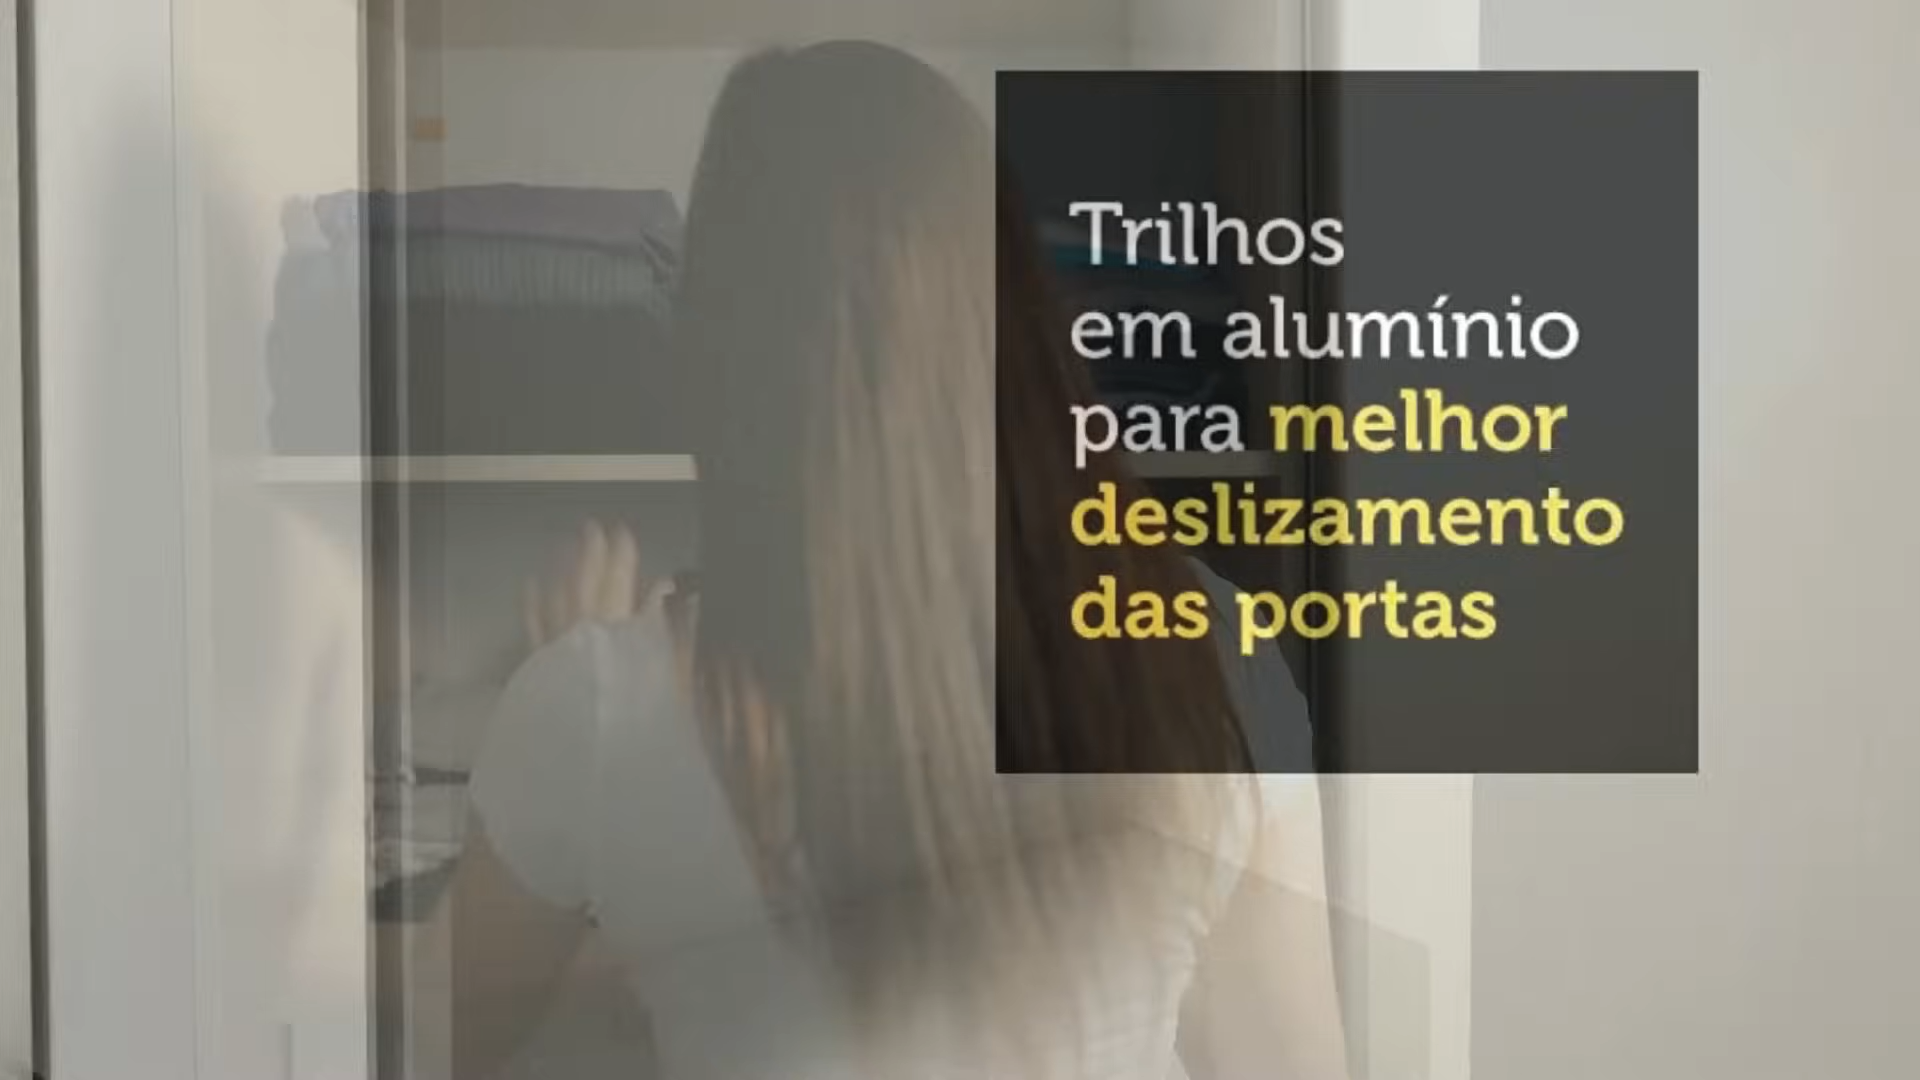 Trilhos
em alumínio
para melhor
deslizamento
das portas